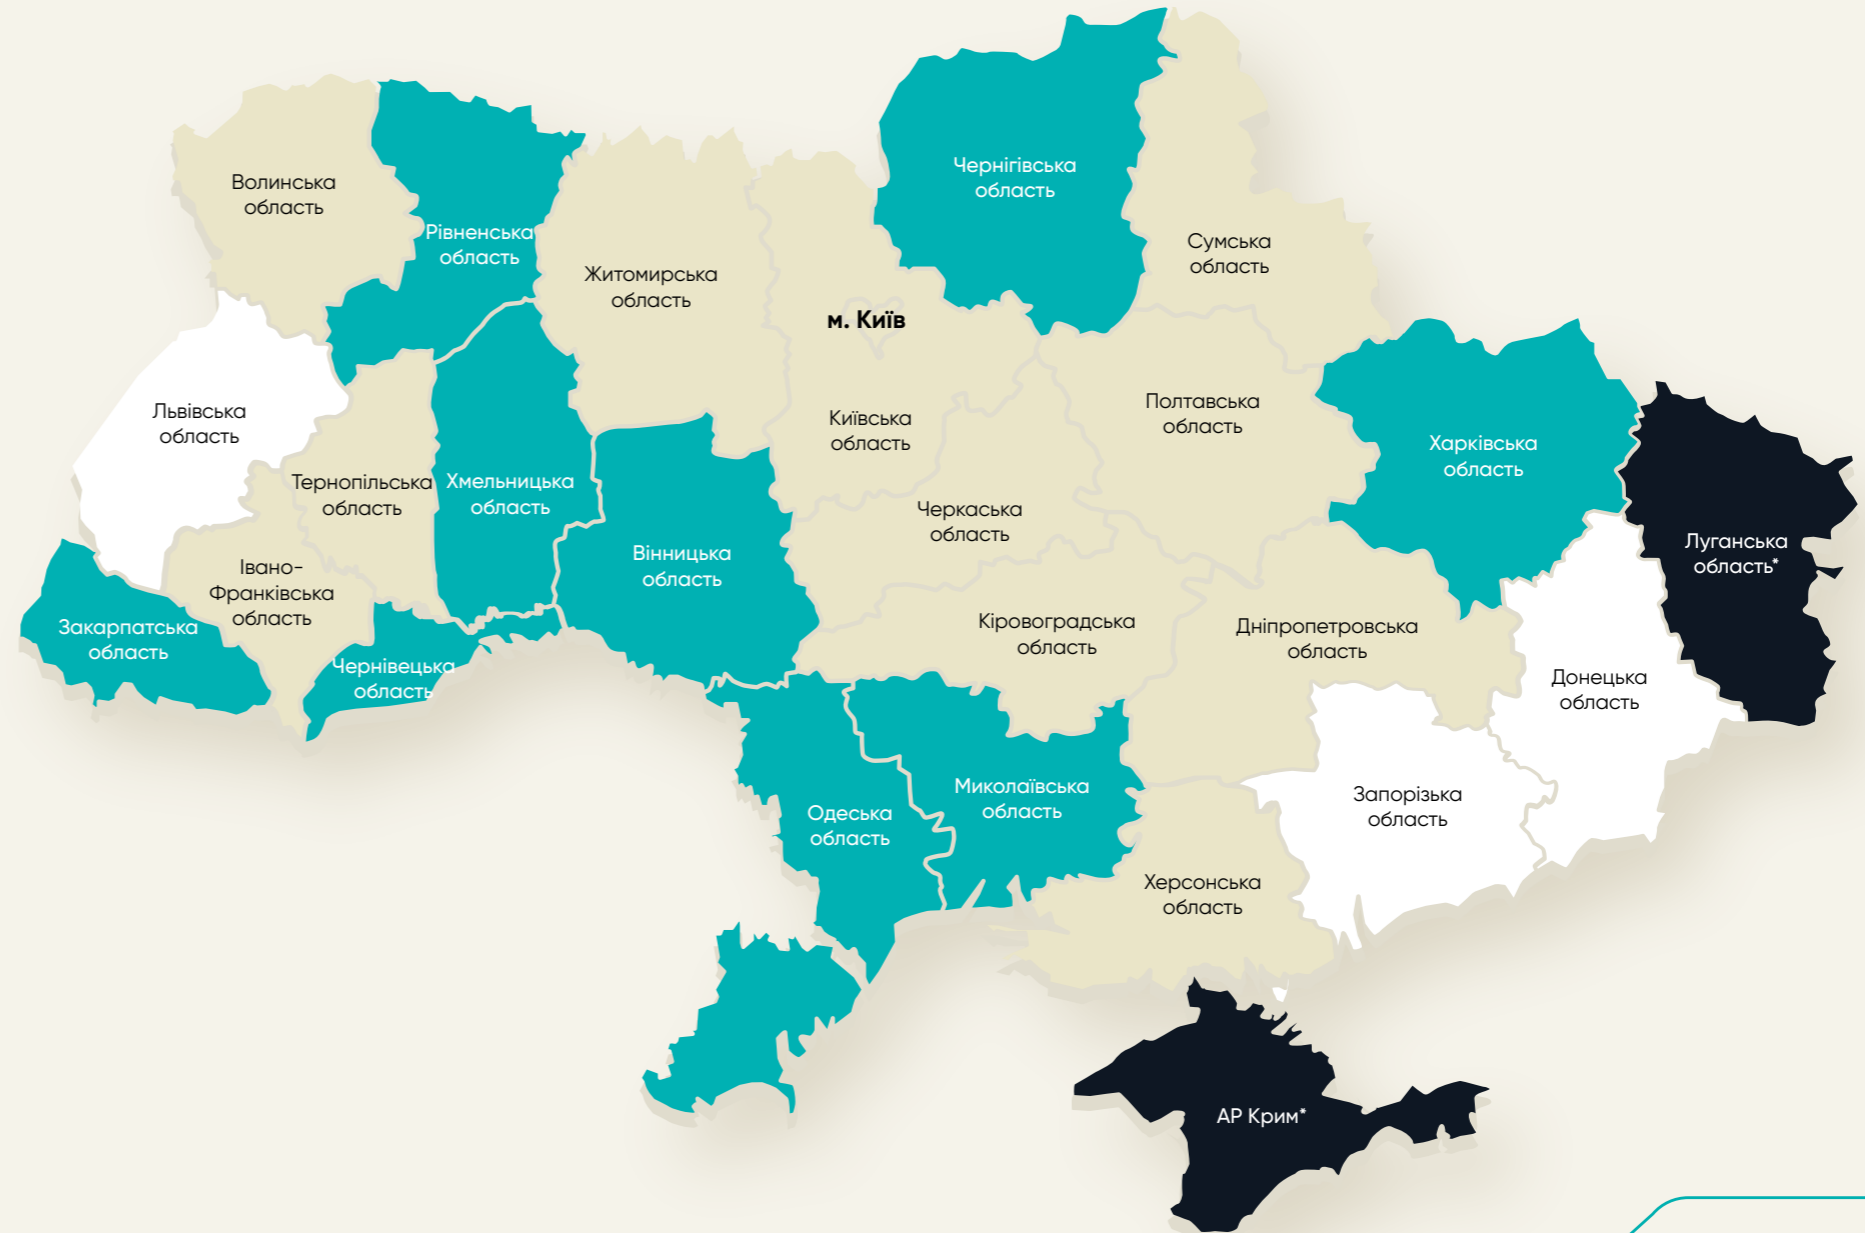 Чернігівська
область
Волинська
область
Рівненська
область
Сумська
область
Житомирська
область
м. Київ
Львівська
область
Київська
область
Полтавська
область
Харківська
область
Тернопільська
область
Хмельницька
область
Черкаська
область
Луганська
область*
Вінницька
область
Івано-
Франківська
область
Закарпатська
область
Кіровоградська
область
Дніпропетровська
область
Чернівецька
область
Донецька
область
Миколаївська
область
Запорізька
область
Одеська
область
Херсонська
область
АР Крим*